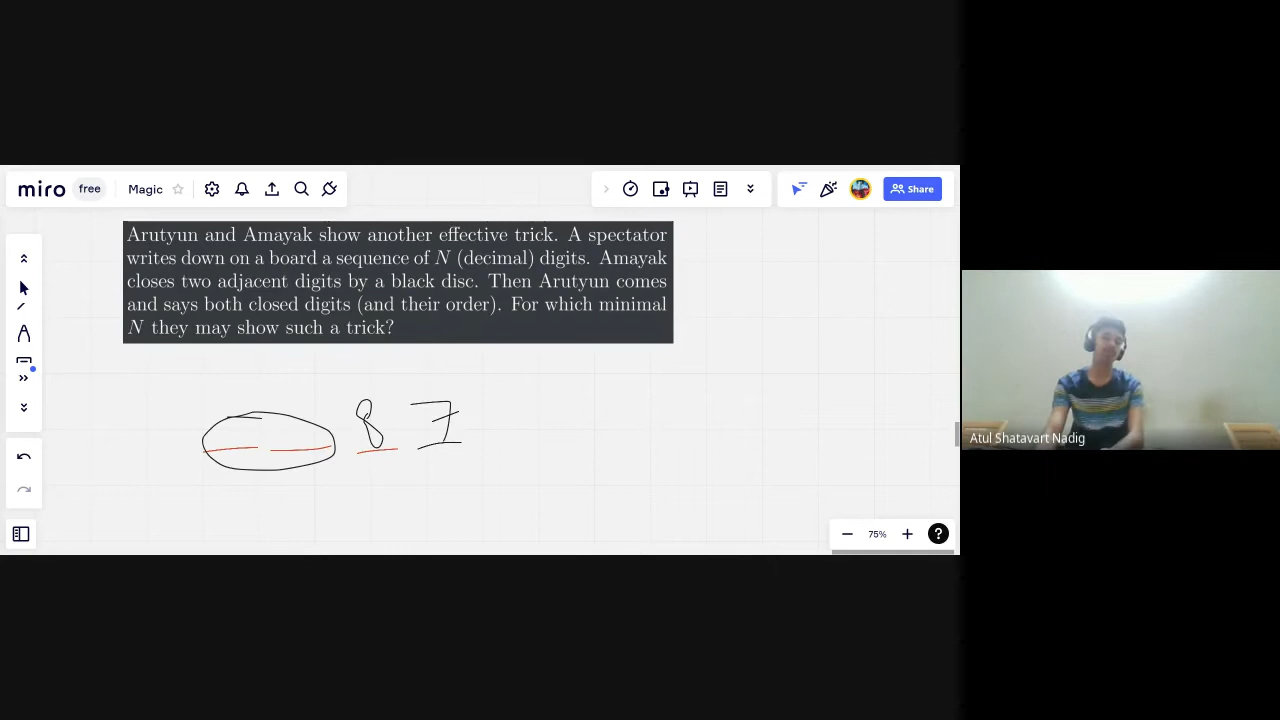 miro free Magic Share
Arutyun and Amayak show another effective trick. A spectator
writes down on a board a sequence of N (decimal) digits. Amayak
closes two adjacent digits by a black disc. Then Arutyun comes
and says both closed digits (and their order). For which minimal
N they may show such a trick?
8 7
Atul Shatavart Nadig
75%